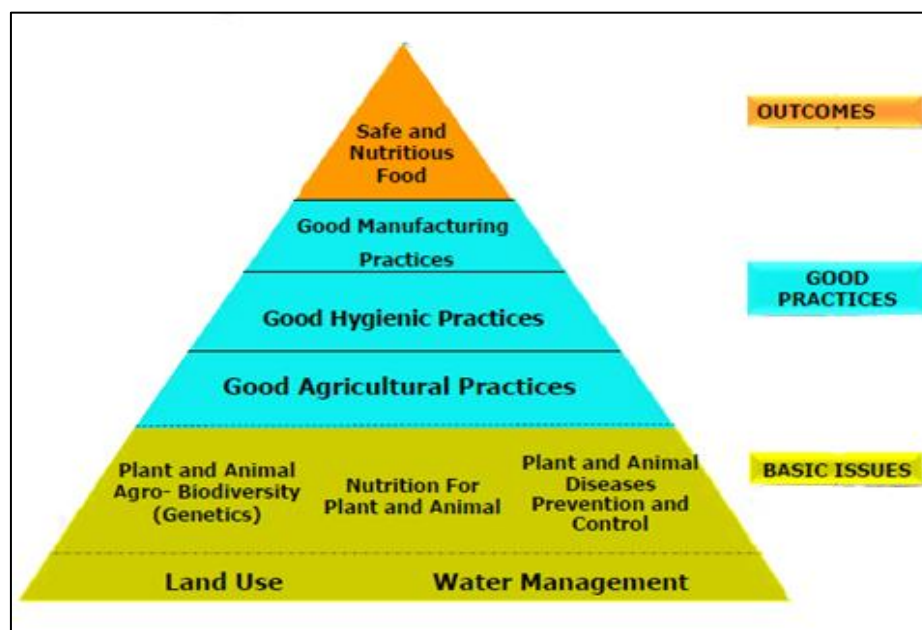 Safe and
Nutritious
Food
OUTCOMES
Good Manufacturing
Practices
Good Hygienic Practices
GOOD
PRACTICES
Good Agricultural Practices
Plant and Animal
Agro- Biodiversity
(Genetics)
Nutrition For
Plant and Animal
Plant and Animal
Diseases
Prevention and
Control
BASIC ISSUES
Land Use
Water Management